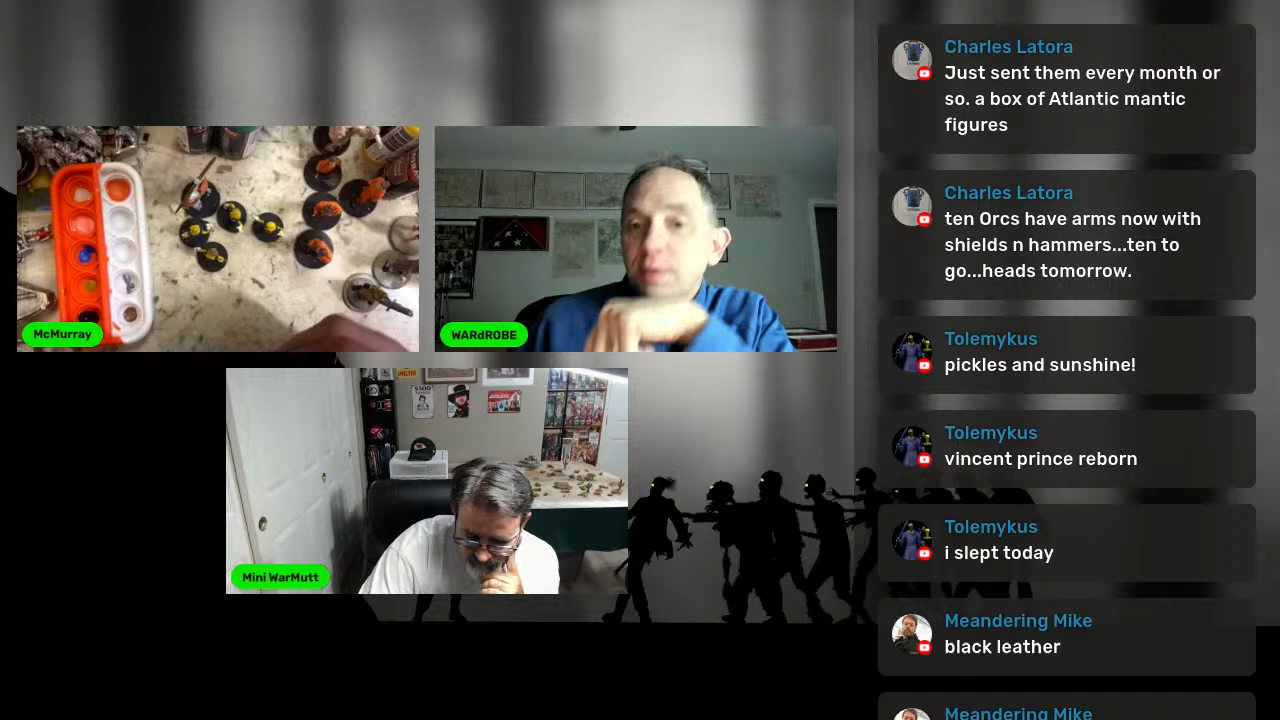 McMurray
WARdROBE
Mini WarMutt
$500
Charles Latora
Just sent them every month or
so. a box of Atlantic mantic
figures
Charles Latora
ten Orcs have arms now with
shields n hammers...ten to
go...heads tomorrow.
Tolemykus
pickles and sunshine!
Tolemykus
vincent prince reborn
Tolemykus
i slept today
Meandering Mike
black leather
Meandering Mike